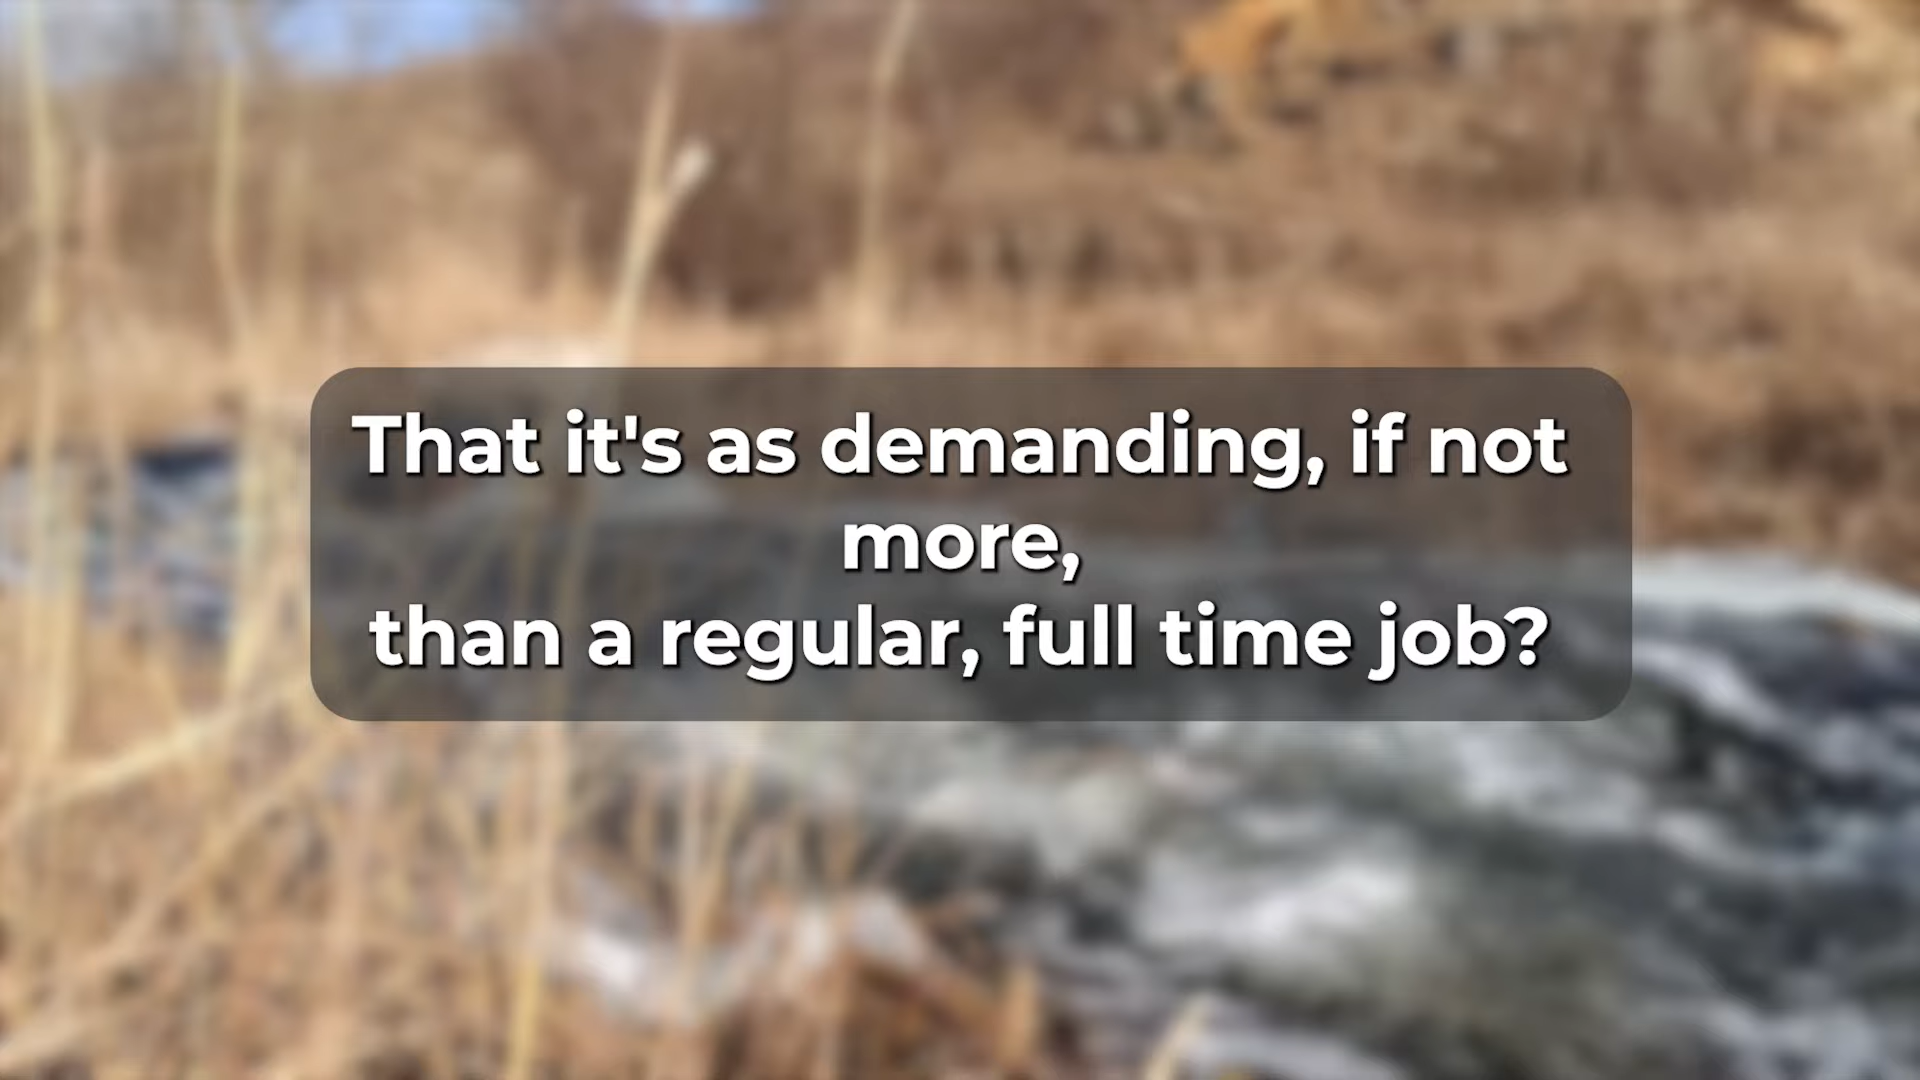 That it's as demanding, if not
more,
than a regular, full time job?